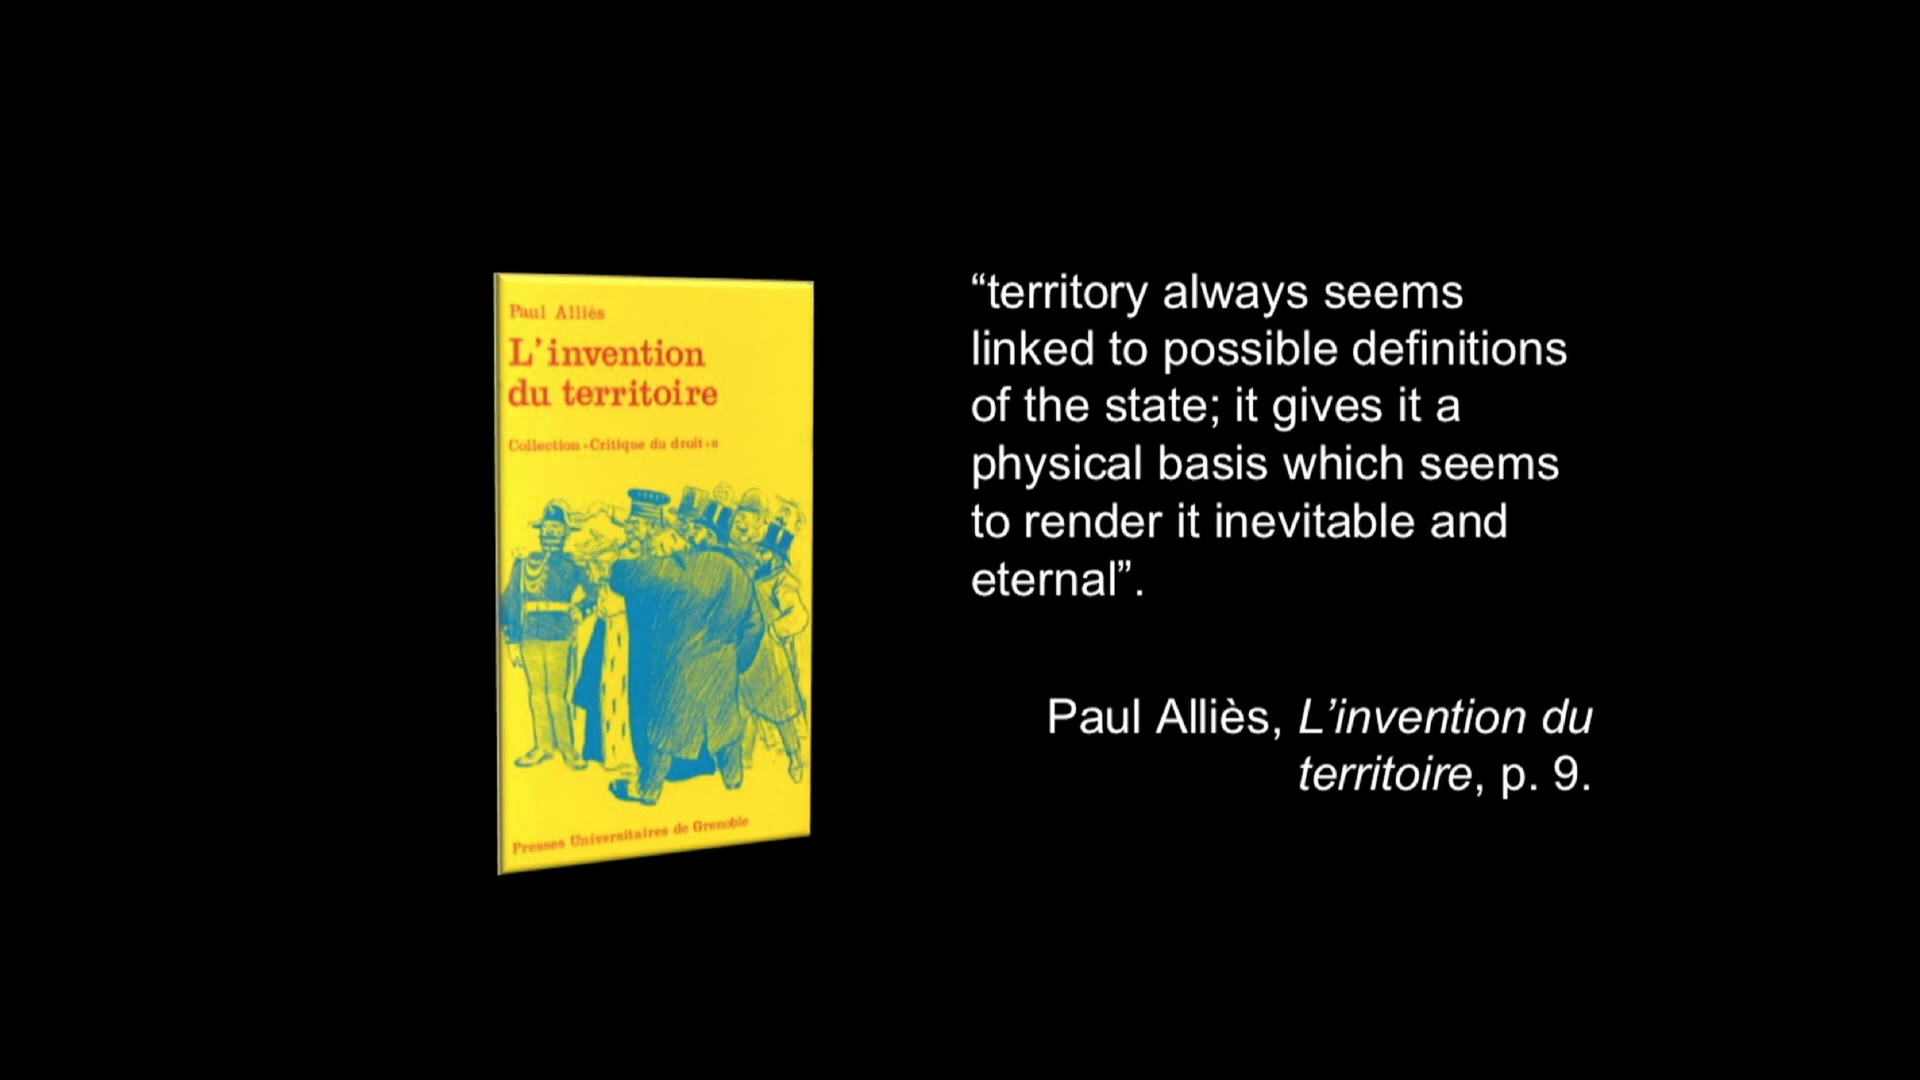 Paul Alliès
L'invention
du territoire
Collection «Critique du droit»
Presses Universitaires de Grenoble
“territory always seems
linked to possible definitions
of the state; it gives it a
physical basis which seems
to render it inevitable and
eternal”.
Paul Alliès, L’invention du
territoire, p. 9.